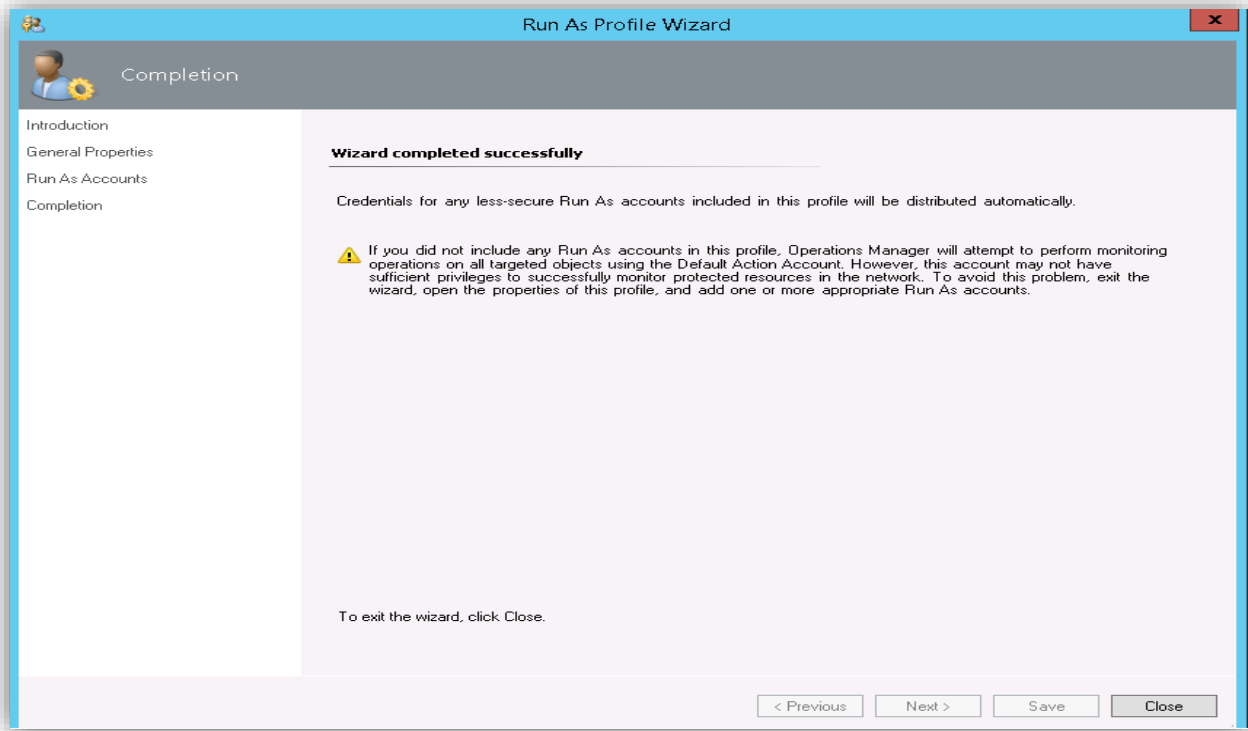 Run As Profile Wizard
x
Completion
Introduction
General Properties
Run As Accounts
Completion
Wizard completed successfully
Credentials for any less-secure Run As accounts included in this profile will be distributed automatically.
If you did not include any Run As accounts in this profile, Operations Manager will attempt to perform monitoring
operations on all targeted objects using the Default Action Account. However, this account may not have
sufficient privileges to successfully monitor protected resources in the network. To avoid this problem, exit the
wizard, open the properties of this profile, and add one or more appropriate Run As accounts.
To exit the wizard, click Close.
< Previous
Next >
Save
Close